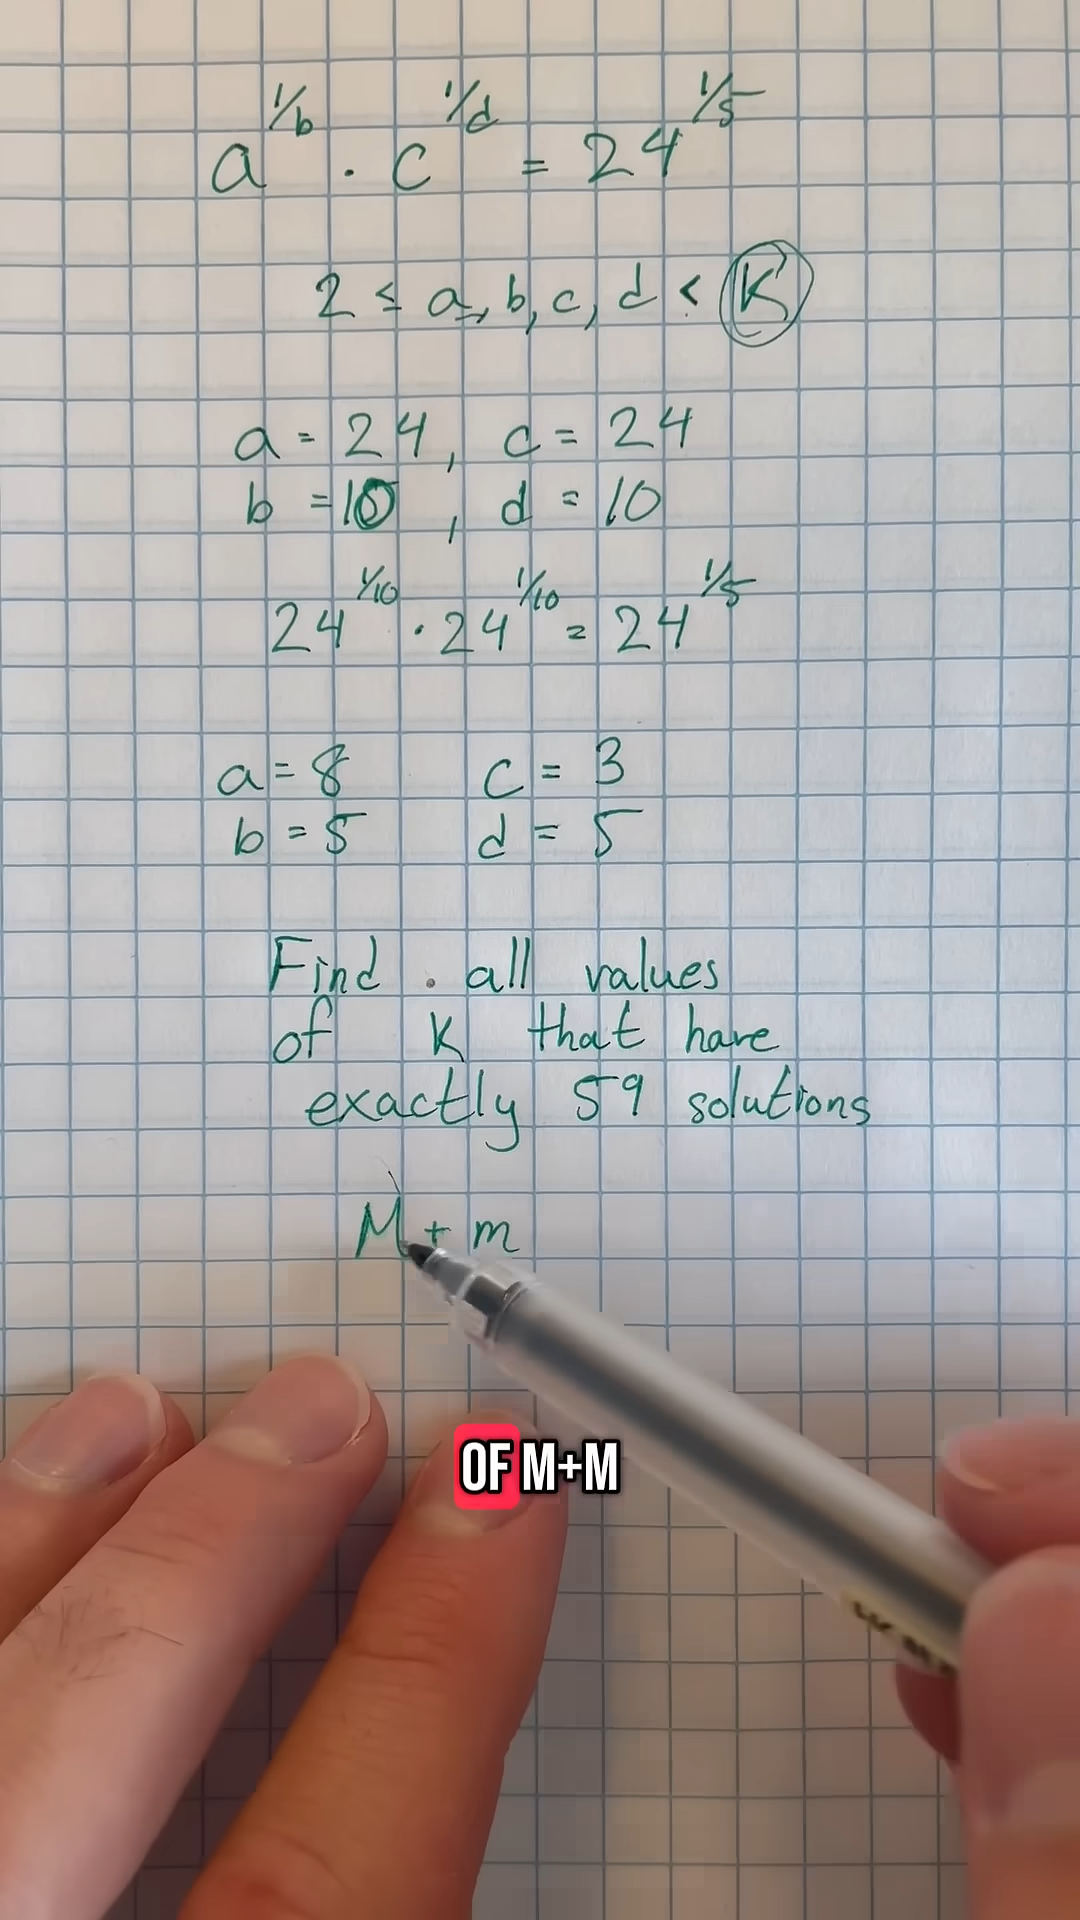 a^1/b · c^1/d = 24^1/5
2 ≤ a, b, c, d < K
a = 24, c = 24
b = 10, d = 10
24^1/10 · 24^1/10 = 24^1/5
a = 8 c = 3
b = 5 d = 5
Find all values
of K that have
exactly 59 solutions
M + m
OF M+M